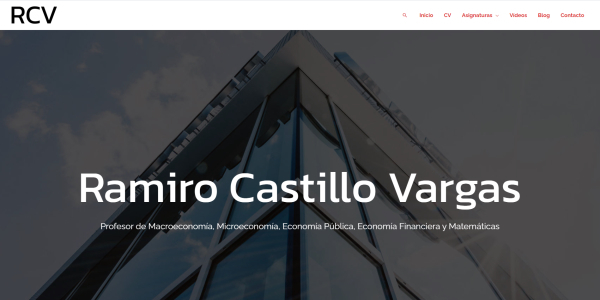 RCV
Inicio
CV
Asignaturas
Videos
Blog
Contacto
Ramiro Castillo Vargas
Profesor de Macroeconomía, Microeconomía, Economía Pública, Economía Financiera y Matemáticas